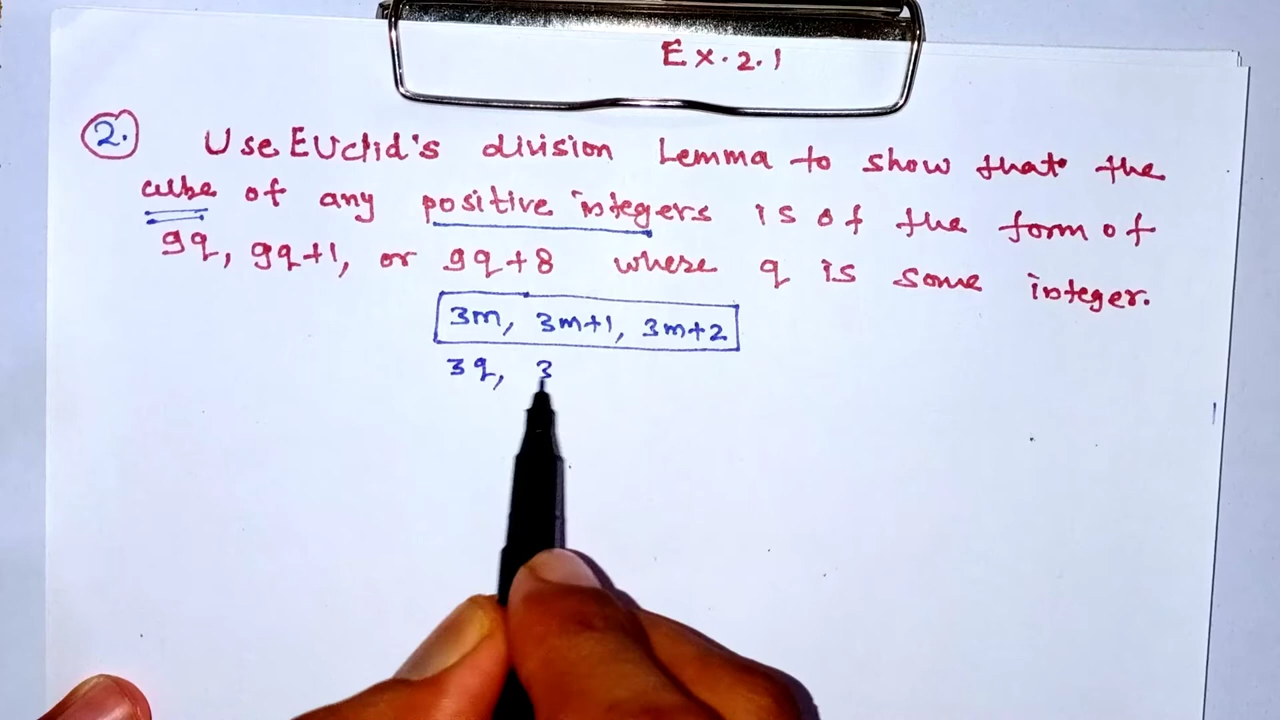 Ex. 2.1
2. Use Euclid's division Lemma to show that the
cube of any positive integers is of the form of
9q, 9q+1, or 9q+8 where q is some integer.
3m, 3m+1, 3m+2
3q, 3